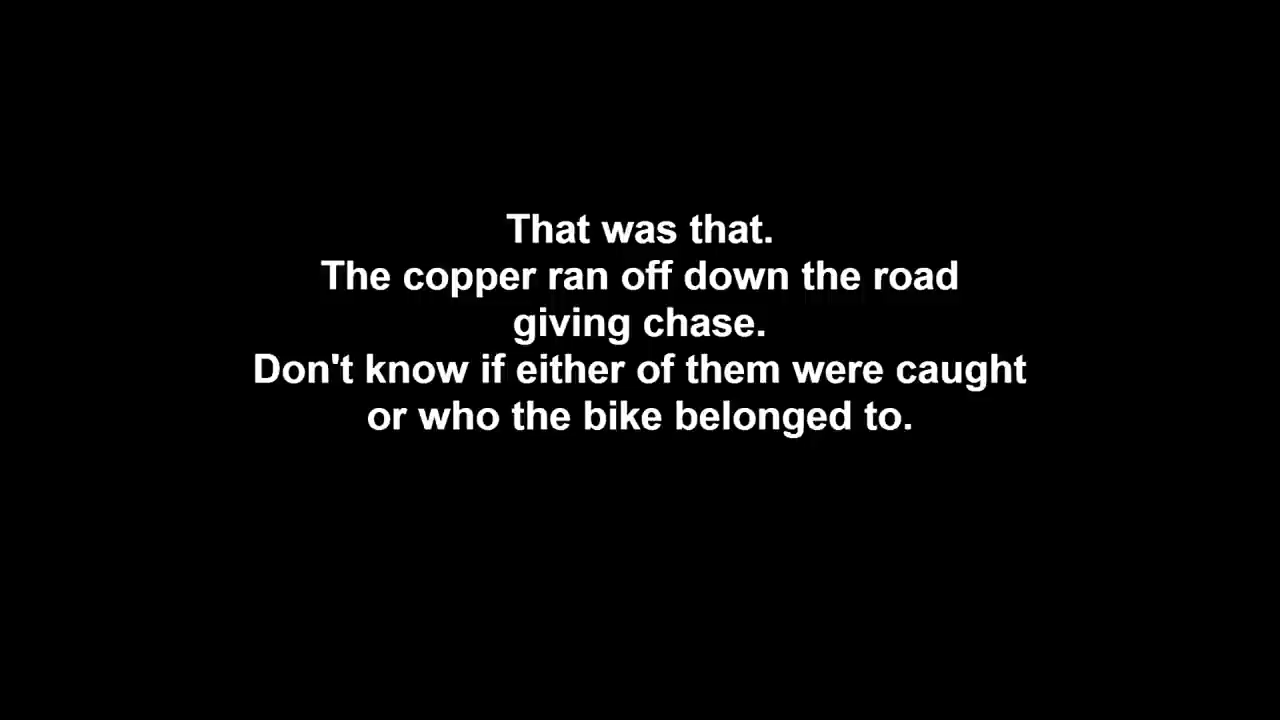 That was that.
The copper ran off down the road
giving chase.
Don't know if either of them were caught
or who the bike belonged to.